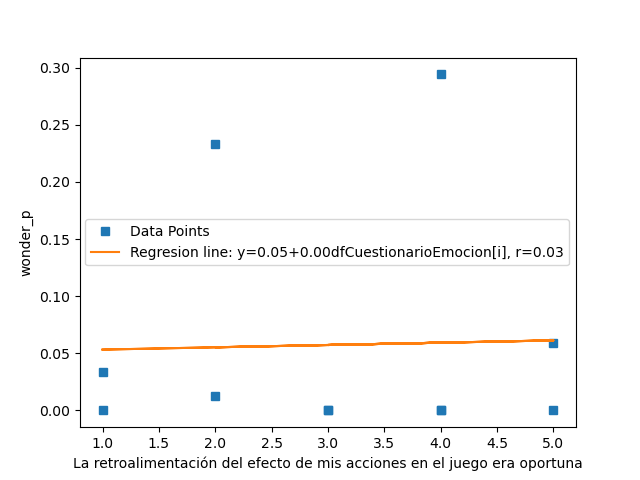 0.30
0.25
0.20
0.15
0.10
0.05
0.00
wonder_p
Data Points
Regresion line: y=0.05+0.00dfCuestionarioEmocion[i], r=0.03
1.0 1.5 2.0 2.5 3.0 3.5 4.0 4.5 5.0
La retroalimentación del efecto de mis acciones en el juego era oportuna